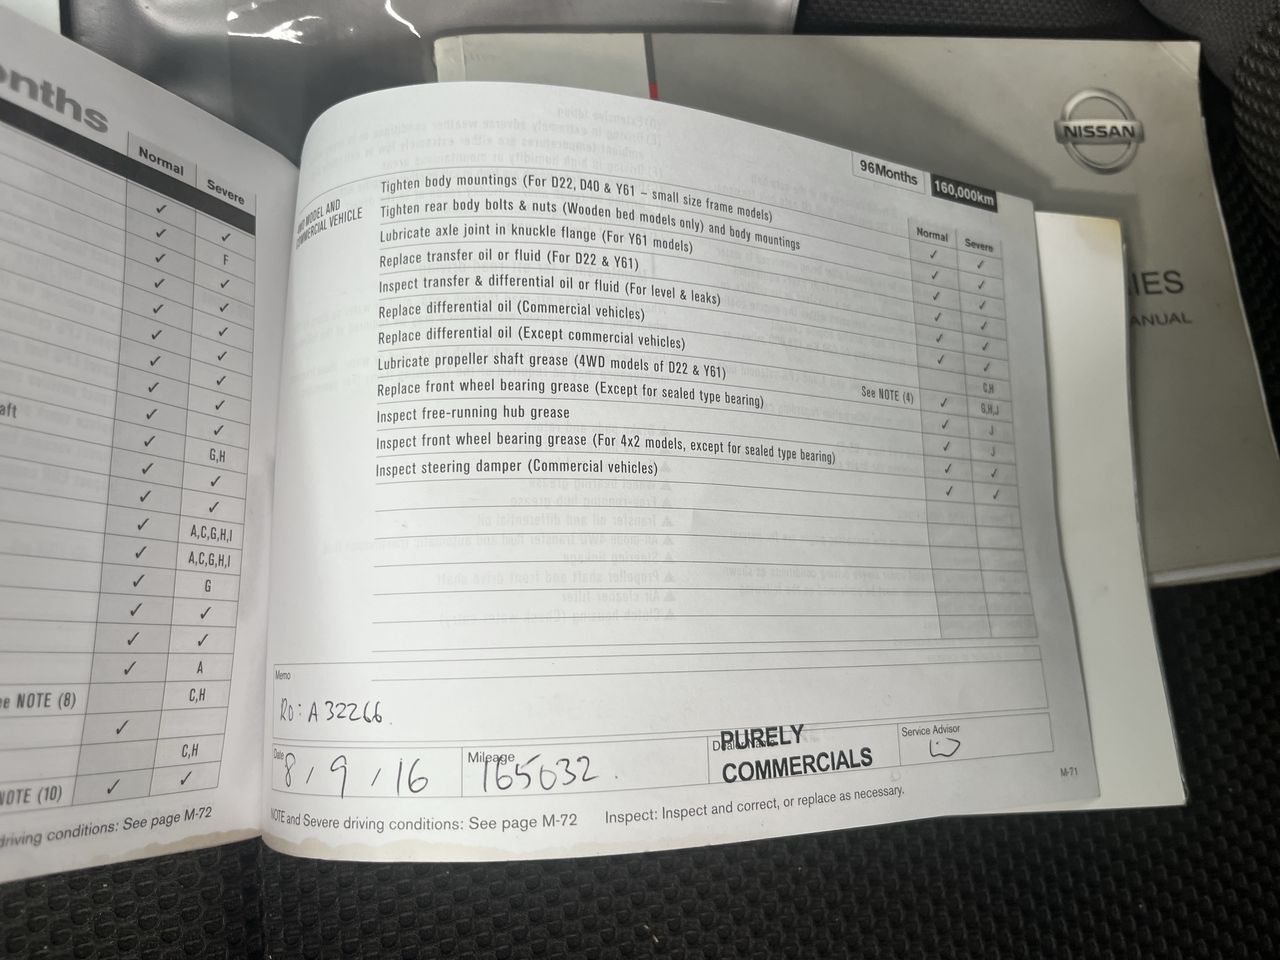 onths
Normal
Severe
✓
✓ ✓
✓ F
✓ ✓
✓ ✓
✓ ✓
✓ ✓
✓ ✓
aft ✓ ✓
✓ G,H
✓ ✓
✓ ✓
✓ A,C,G,H,I
✓ A,C,G,H,I
✓ G
✓ ✓
✓ ✓
✓ A
ee NOTE (8) C,H
✓
C,H
NOTE (10) ✓ ✓
driving conditions: See page M-72
96Months 160,000km
Normal Severe
COMMERCIAL VEHICLE
Tighten body mountings (For D22, D40 & Y61 – small size frame models)
Tighten rear body bolts & nuts (Wooden bed models only) and body mountings
Lubricate axle joint in knuckle flange (For Y61 models)
Replace transfer oil or fluid (For D22 & Y61)
Inspect transfer & differential oil or fluid (For level & leaks)
Replace differential oil (Commercial vehicles)
Replace differential oil (Except commercial vehicles)
Lubricate propeller shaft grease (4WD models of D22 & Y61)
Replace front wheel bearing grease (Except for sealed type bearing) See NOTE (4)
Inspect free-running hub grease
Inspect front wheel bearing grease (For 4x2 models, except for sealed type bearing)
Inspect steering damper (Commercial vehicles)
✓ ✓
✓ ✓
✓ ✓
✓ ✓
✓ ✓
✓ C,H
✓ G,H,J
✓ J
✓ J
✓ ✓
✓ ✓
Memo
RO: A32266.
Date 8/9/16
Mileage 165632.
Dealer Name
PURELY
COMMERCIALS
Service Advisor
M-71
NOTE and Severe driving conditions: See page M-72 Inspect: Inspect and correct, or replace as necessary.
NISSAN
IES
ANUAL